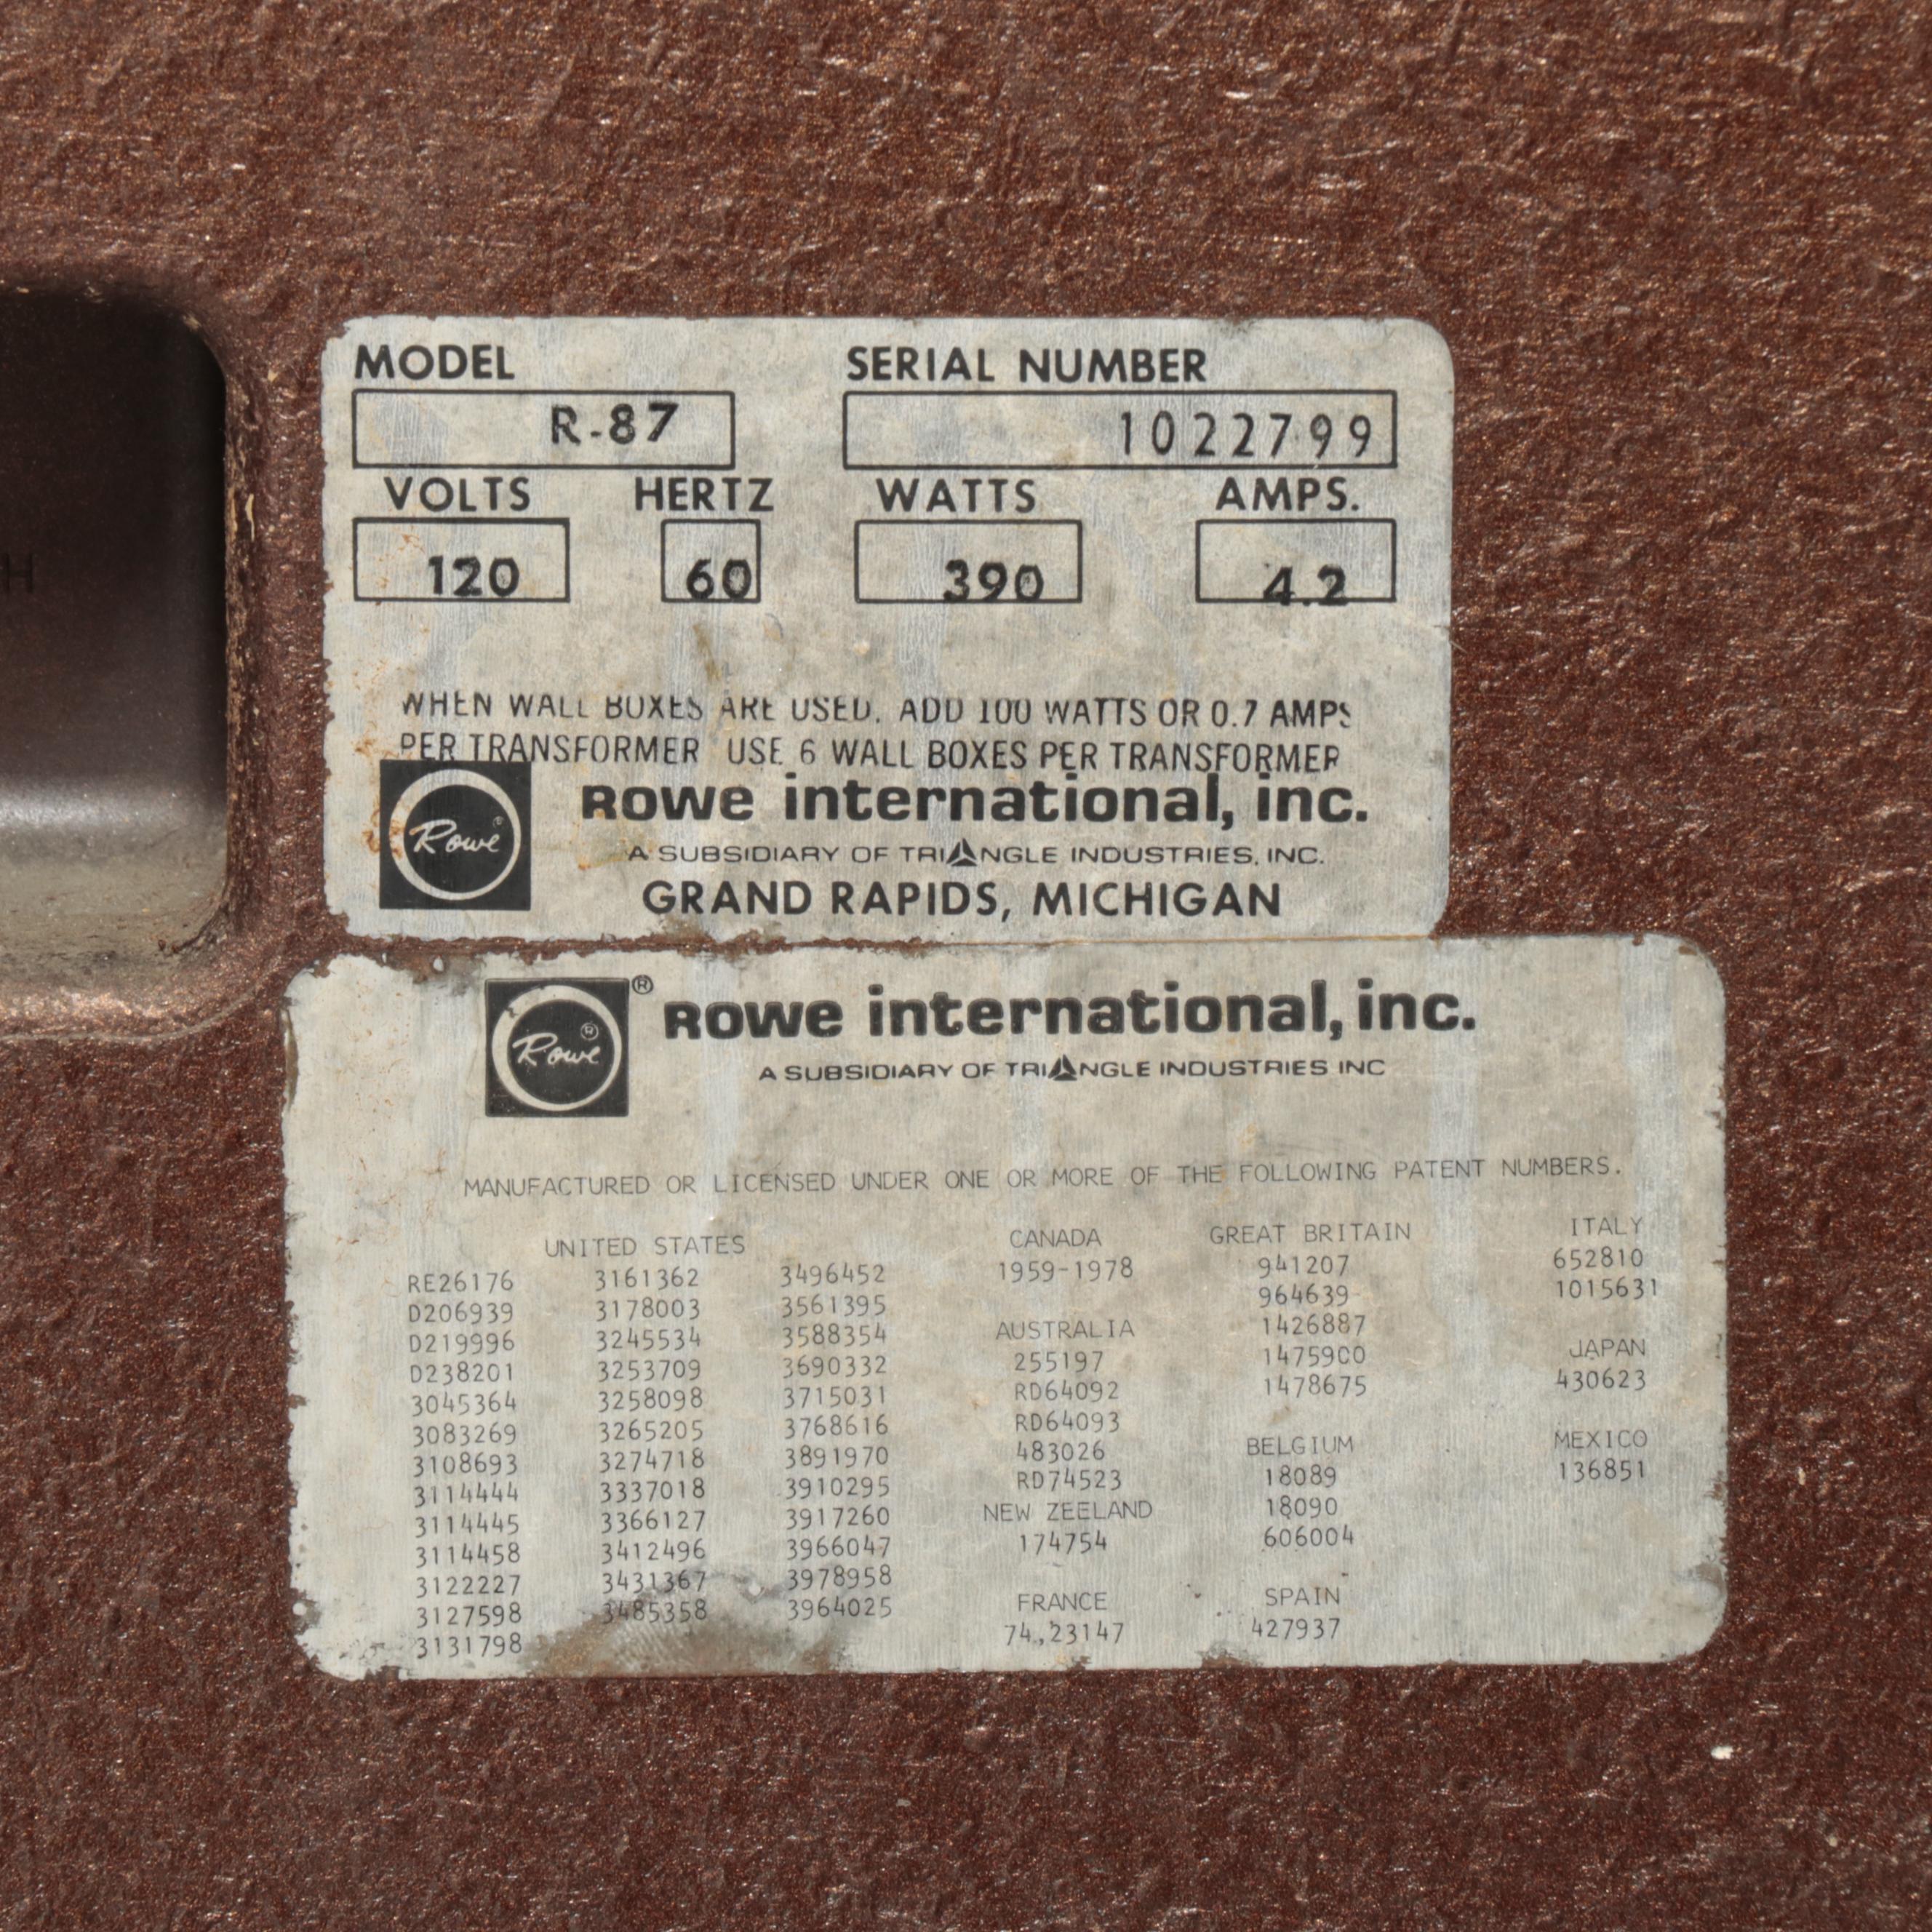 MODEL SERIAL NUMBER
R-87 1022799
VOLTS HERTZ WATTS AMPS.
120 60 390 4.2
WHEN WALL BOXES ARE USED, ADD 100 WATTS OR 0.7 AMPS
PER TRANSFORMER USE 6 WALL BOXES PER TRANSFORMER
Rowe
ROWE international, inc.
A SUBSIDIARY OF TRIANGLE INDUSTRIES, INC.
GRAND RAPIDS, MICHIGAN
Rowe® ®
ROWE international, inc.
A SUBSIDIARY OF TRIANGLE INDUSTRIES INC
MANUFACTURED OR LICENSED UNDER ONE OR MORE OF THE FOLLOWING PATENT NUMBERS.
UNITED STATES
RE26176 3161362 3496452
D206939 3178003 3561395
D219996 3245534 3588354
D238201 3253709 3690332
3045364 3258098 3715031
3083269 3265205 3768616
3108693 3274718 3891970
3114444 3337018 3910295
3114445 3366127 3917260
3114458 3412496 3966047
3122227 3431367 3978958
3127598 3485358 3964025
3131798
CANADA
1959-1978
AUSTRALIA
255197
RD64092
RD64093
483026
RD74523
NEW ZEELAND
174754
FRANCE
74.,23147
GREAT BRITAIN
941207
964639
1426887
1475900
1478675
BELGIUM
18089
18090
606004
SPAIN
427937
ITALY
652810
1015631
JAPAN
430623
MEXICO
136851
H